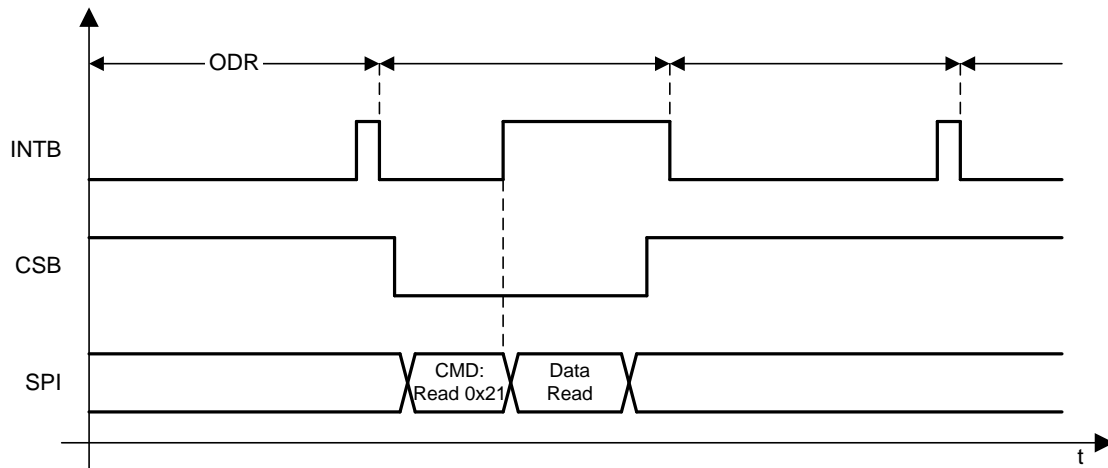 ODR
INTB
CSB
SPI
CMD:
Read 0x21
Data
Read
t